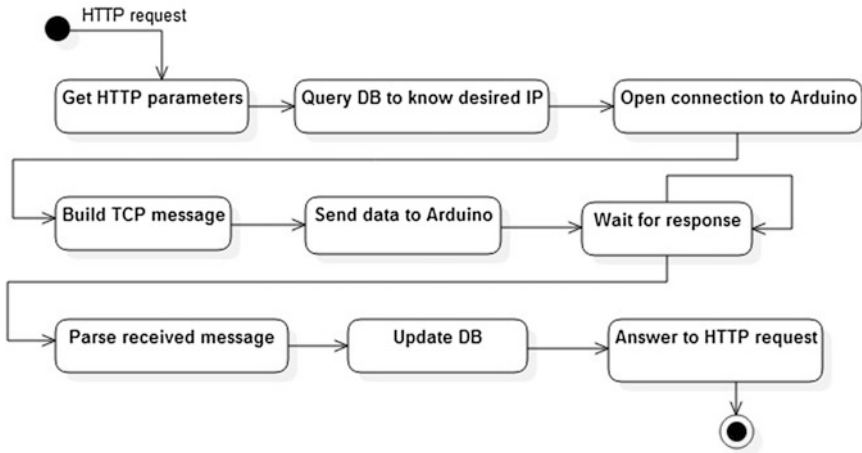 HTTP request
Get HTTP parameters
Query DB to know desired IP
Open connection to Arduino
Build TCP message
Send data to Arduino
Wait for response
Parse received message
Update DB
Answer to HTTP request